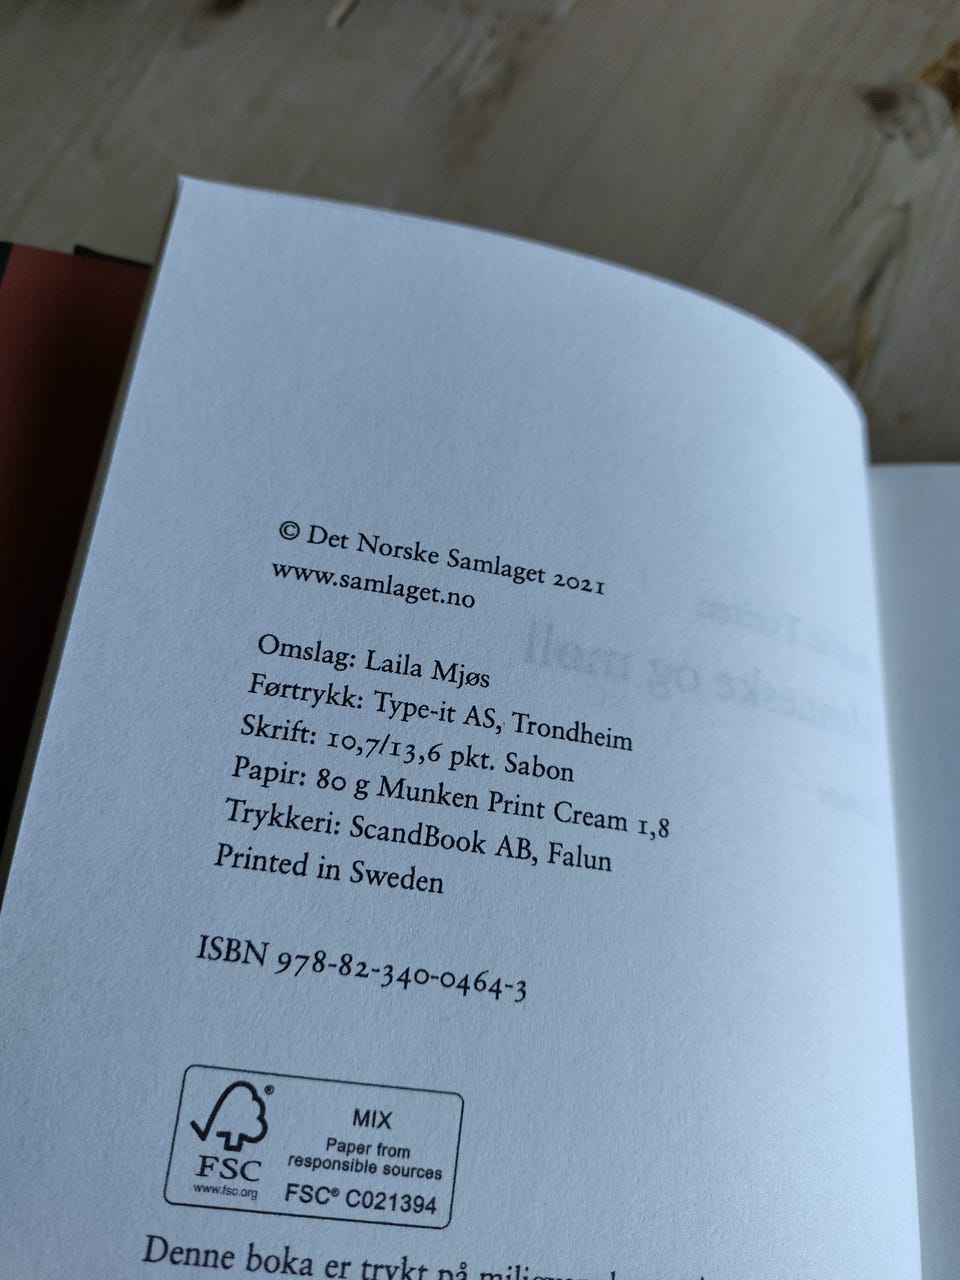 © Det Norske Samlaget 2021
www.samlaget.no
Omslag: Laila Mjøs
Førtrykk: Type-it AS, Trondheim
Skrift: 10,7/13,6 pkt. Sabon
Papir: 80 g Munken Print Cream 1,8
Trykkeri: ScandBook AB, Falun
Printed in Sweden
ISBN 978-82-340-0464-3
FSC
www.fsc.org
MIX
Paper from
responsible sources
FSC® C021394
Denne boka er trykt på